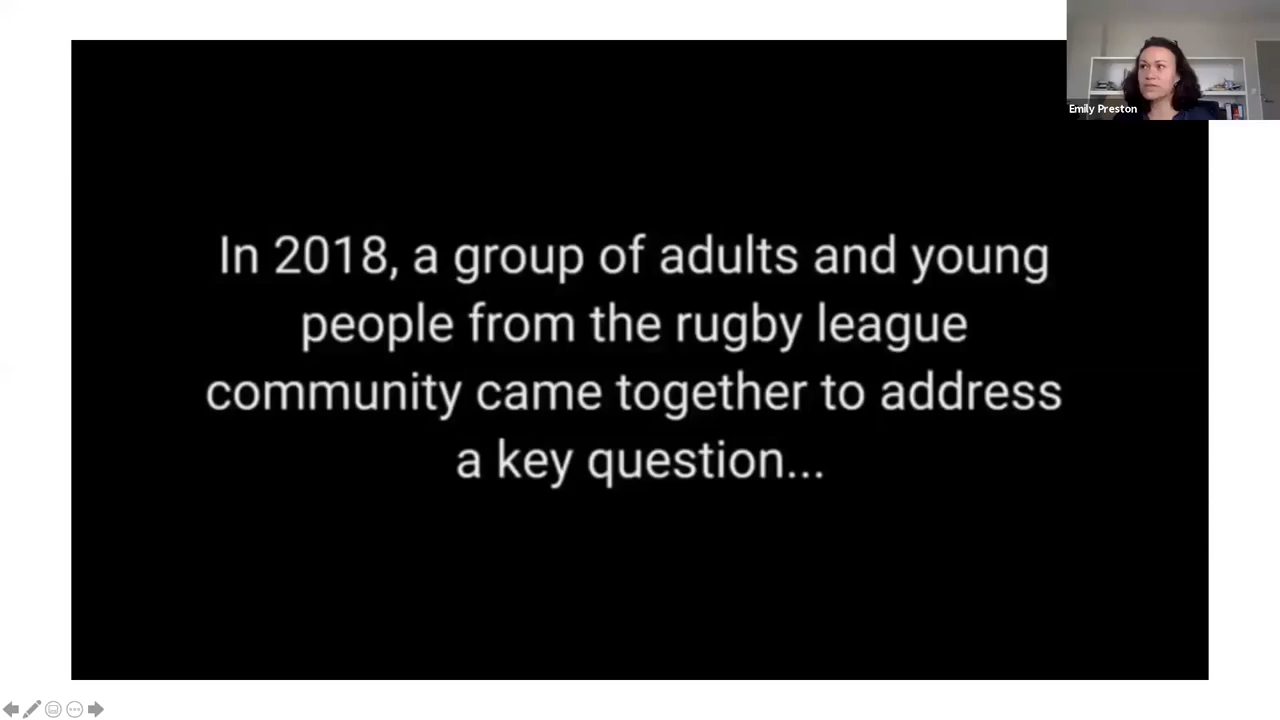 Emily Preston
In 2018, a group of adults and young
people from the rugby league
community came together to address
a key question...